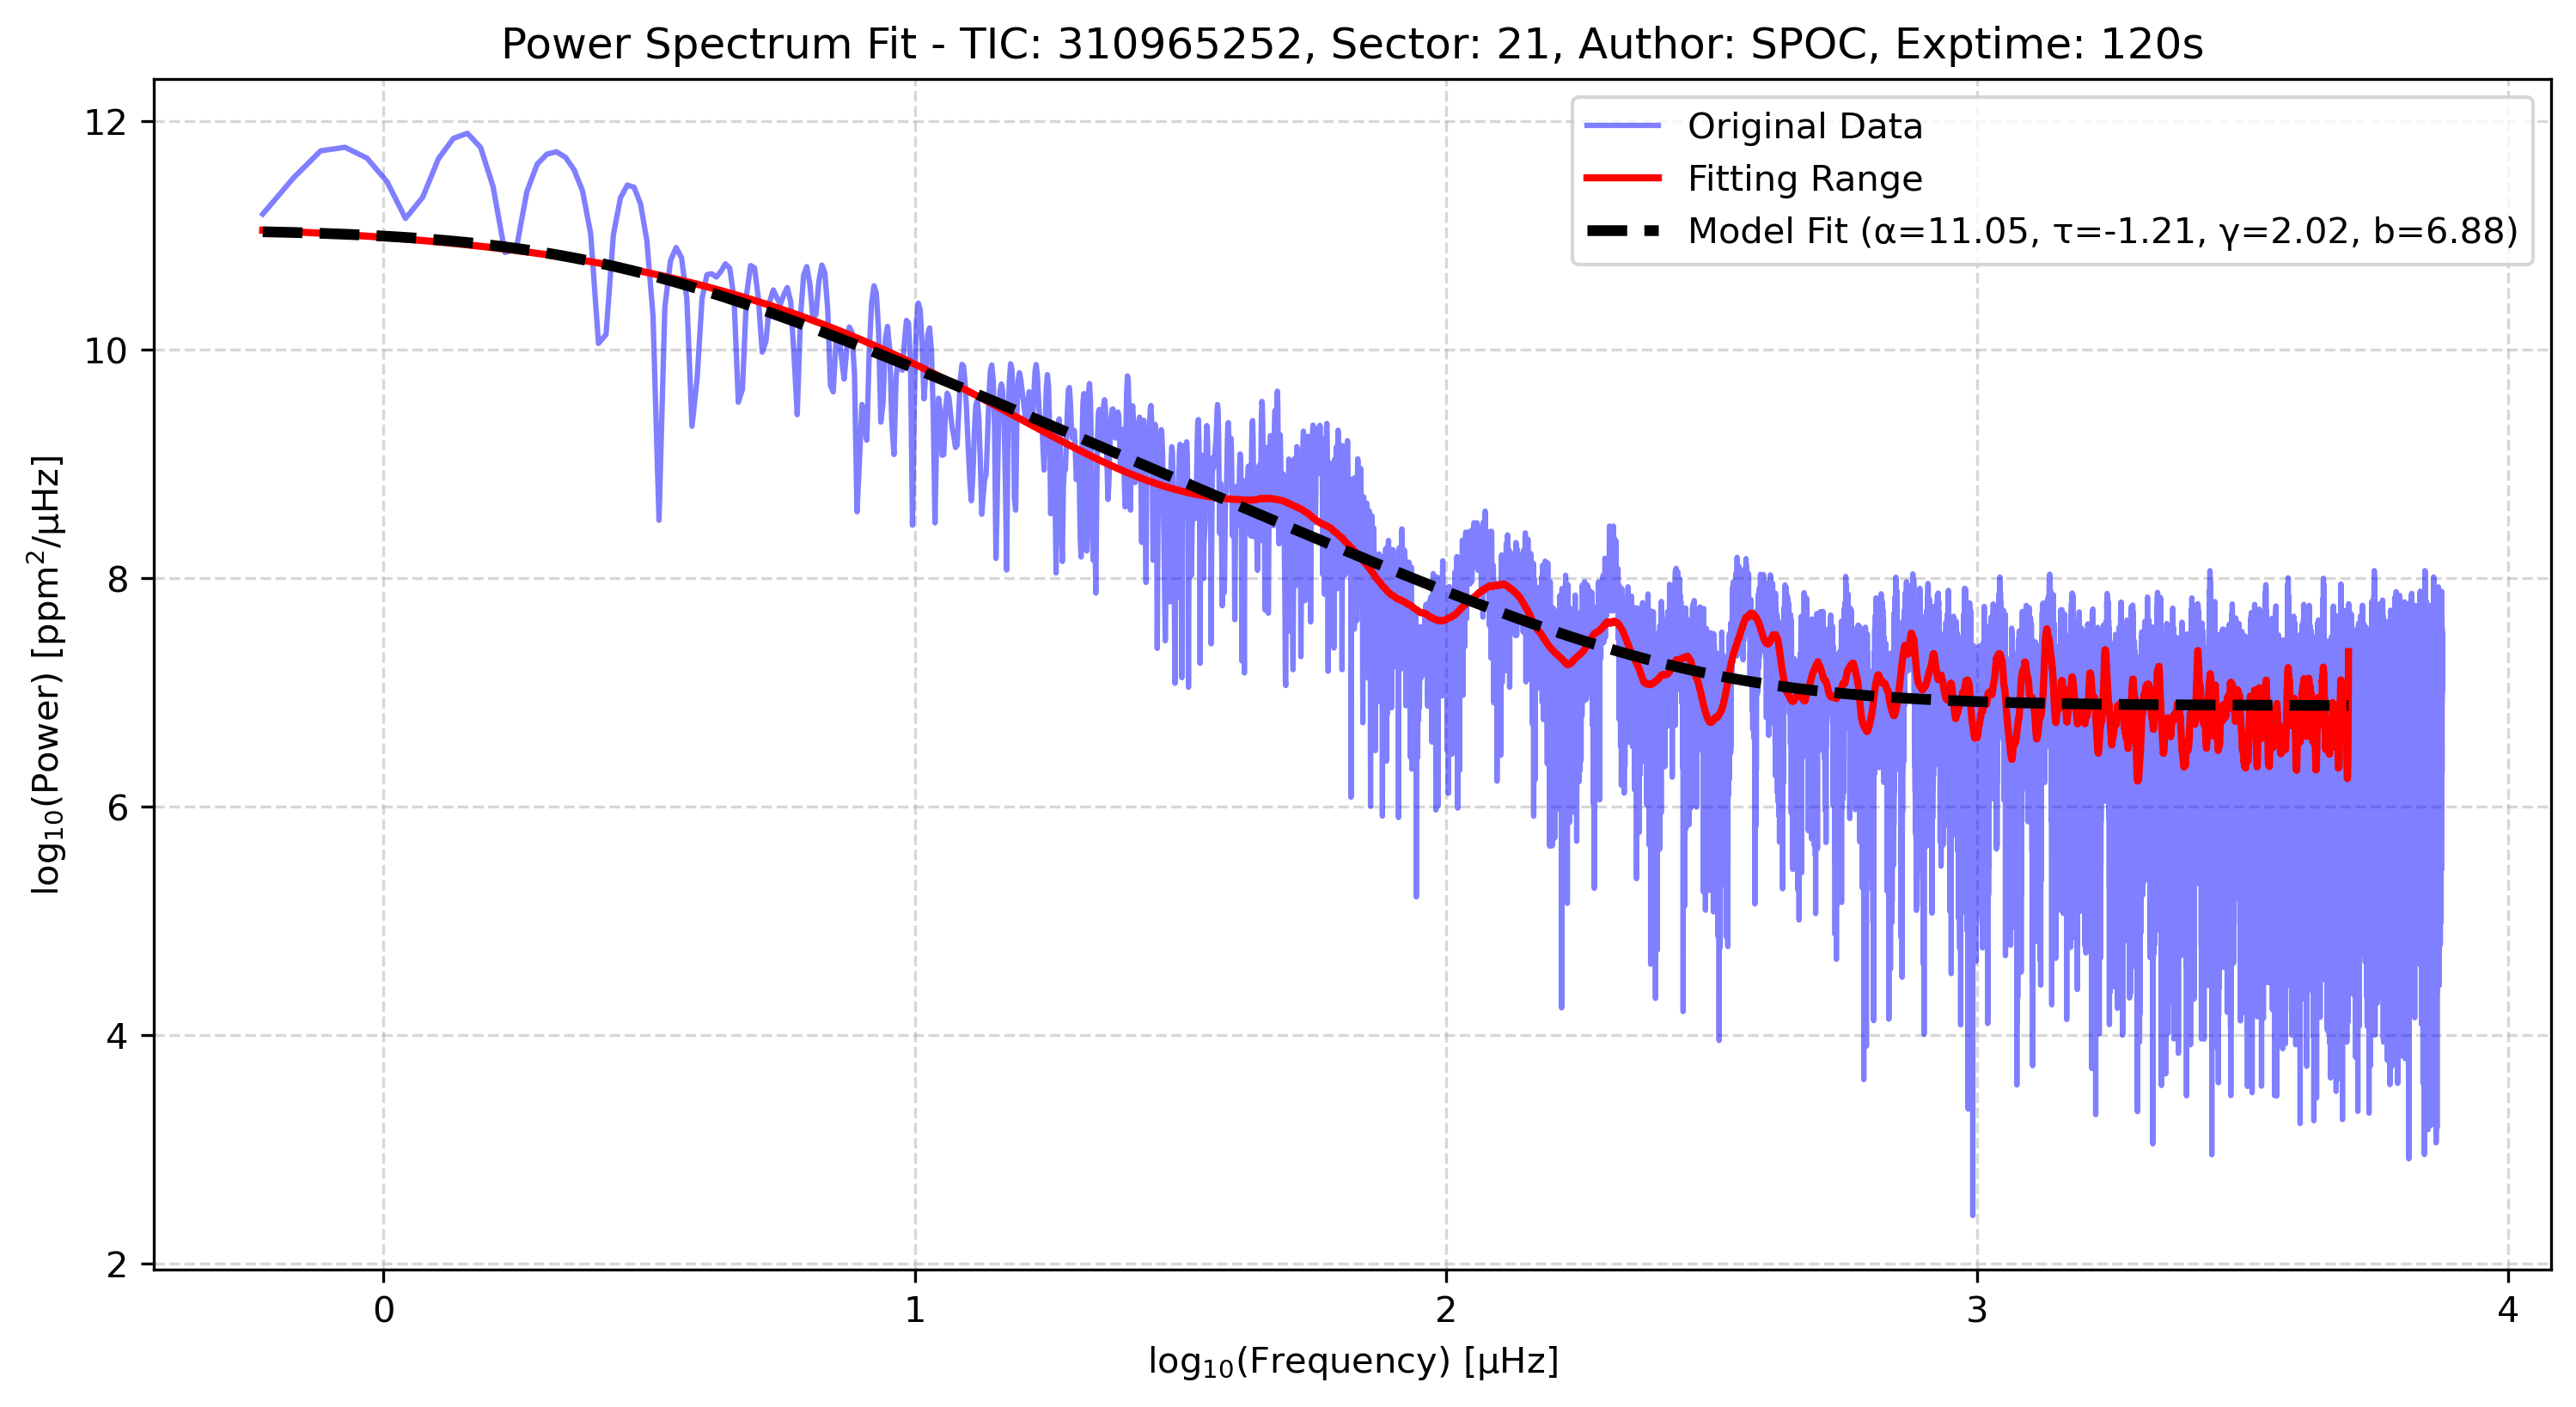 Power Spectrum Fit - TIC: 310965252, Sector: 21, Author: SPOC, Exptime: 120s
Original Data
Fitting Range
Model Fit (α=11.05, τ=-1.21, γ=2.02, b=6.88)
log₁₀(Power) [ppm²/μHz]
12
10
8
6
4
2
0 1 2 3 4
log₁₀(Frequency) [μHz]